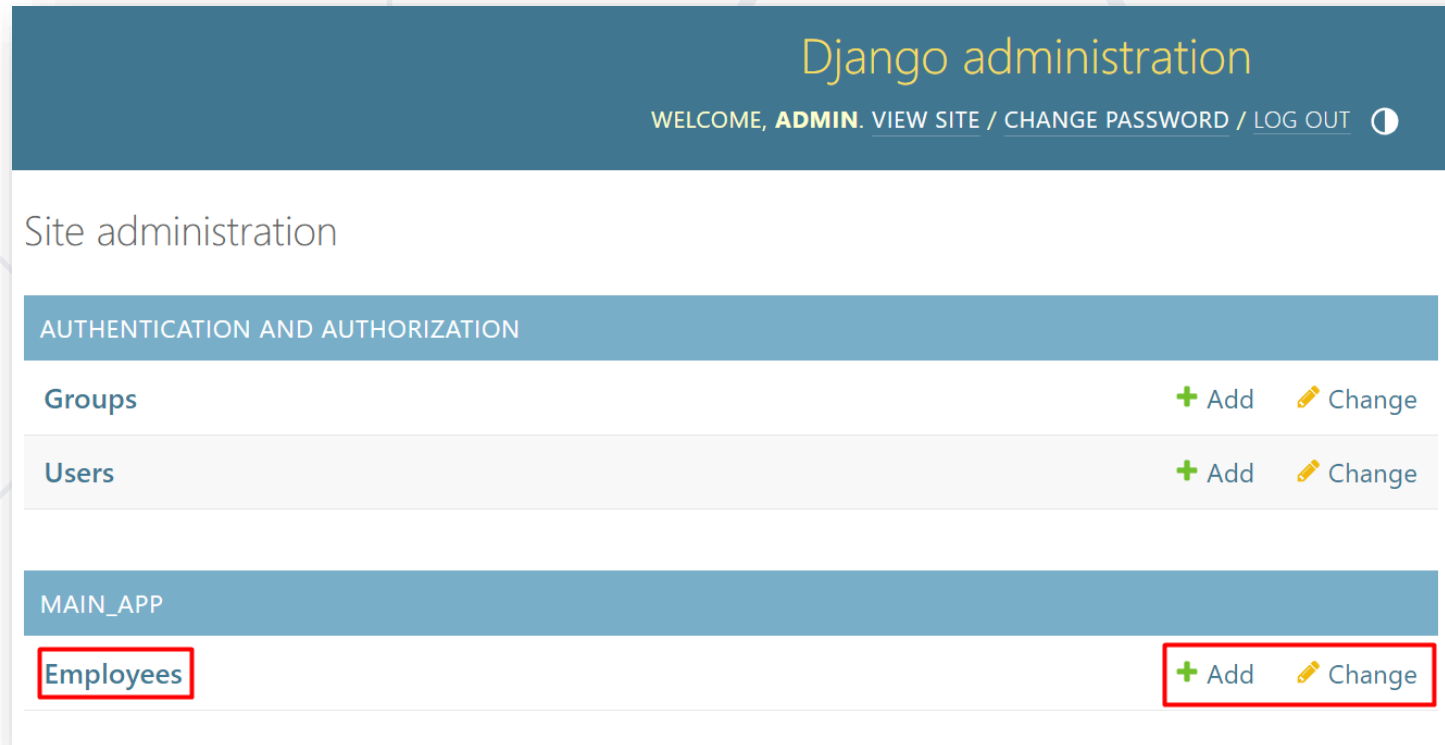 Django administration
WELCOME, ADMIN. VIEW SITE / CHANGE PASSWORD / LOG OUT
Site administration
AUTHENTICATION AND AUTHORIZATION
Groups Add Change
Users Add Change
MAIN_APP
Employees Add Change